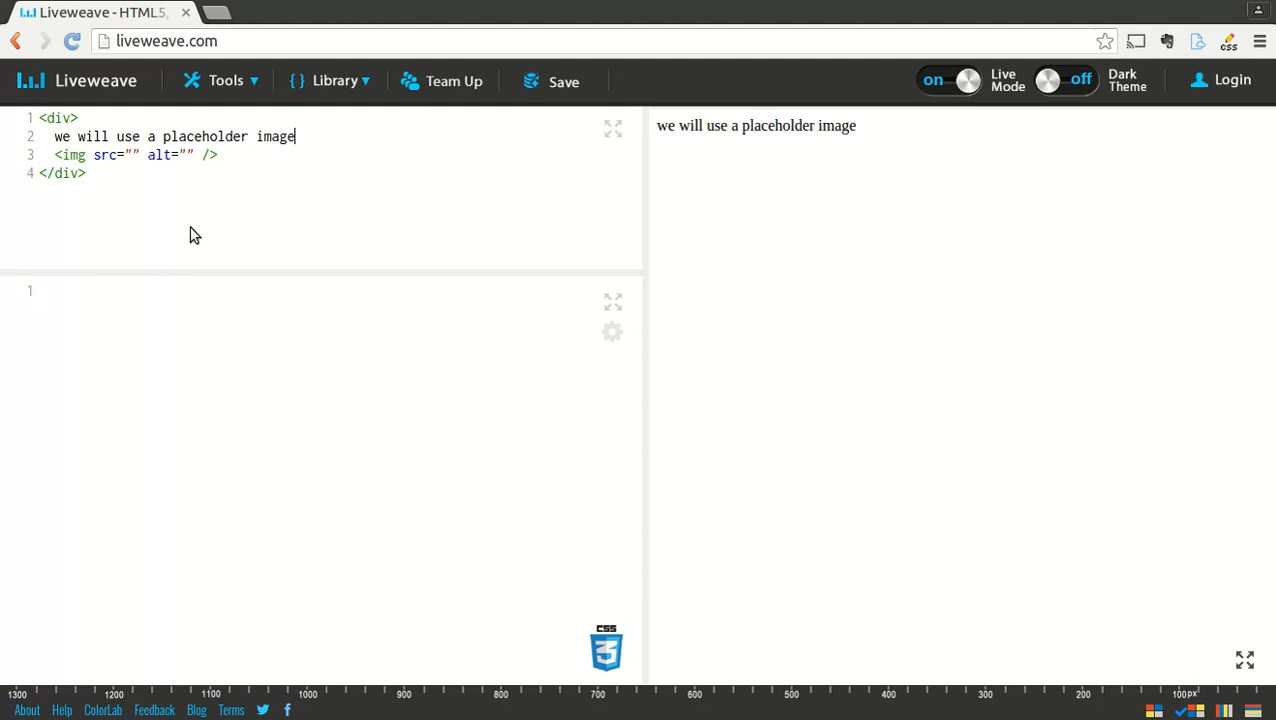 Liveweave - HTML5,
liveweave.com
css
Liveweave
Tools
{ } Library
Team Up
Save
on
Live Mode
off
Dark Theme
Login
1 <div>
2 we will use a placeholder image
3 <img src="" alt="" />
4 </div>
we will use a placeholder image
1
CSS
3
1300 1200 1100 1000 900 800 700 600 500 400 300 200 100px
About Help ColorLab Feedback Blog Terms